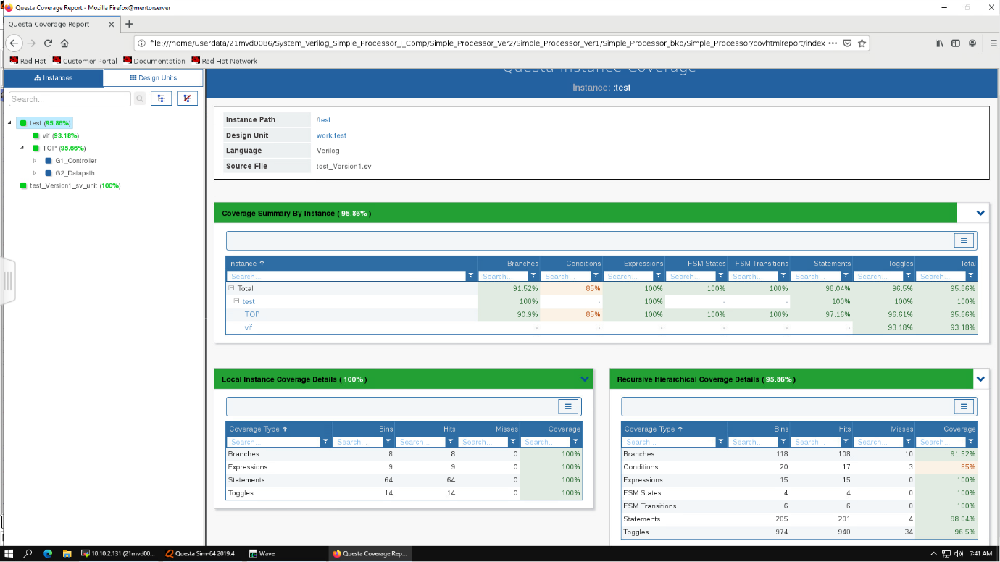 Questa Coverage Report - Mozilla Firefox@mentorserver
Questa Coverage Report
file:///home/userdata/21mvd0086/System_Verilog_Simple_Processor_J_Comp/Simple_Processor_Ver2/Simple_Processor_Ver1/Simple_Processor_bkp/Simple_Processor/covhtmlreport/index
Red Hat Customer Portal Documentation Red Hat Network
Instances Design Units
Search...
test (95.86%)
vif (93.18%)
TOP (95.66%)
G1_Controller
G2_Datapath
test_Version1_sv_unit (100%)
Questa Instance Coverage
Instance: :test
Instance Path /test
Design Unit work.test
Language Verilog
Source File test_Version1.sv
Coverage Summary By Instance ( 95.86% )
Instance Branches Conditions Expressions FSM States FSM Transitions Statements Toggles Total
Search... Search... Search... Search... Search... Search... Search... Search... Search...
Total 91.52% 85% 100% 100% 100% 98.04% 96.5% 95.86%
test 100% - 100% - - 100% 100% 100%
TOP 90.9% 85% 100% 100% 100% 97.16% 96.61% 95.66%
vif - - - - - - 93.18% 93.18%
Local Instance Coverage Details ( 100% )
Coverage Type Bins Hits Misses Coverage
Search... Search... Search... Search... Search...
Branches 8 8 0 100%
Expressions 9 9 0 100%
Statements 64 64 0 100%
Toggles 14 14 0 100%
Recursive Hierarchical Coverage Details ( 95.86% )
Coverage Type Bins Hits Misses Coverage
Search... Search... Search... Search... Search...
Branches 118 108 10 91.52%
Conditions 20 17 3 85%
Expressions 15 15 0 100%
FSM States 4 4 0 100%
FSM Transitions 6 6 0 100%
Statements 205 201 4 98.04%
Toggles 974 940 34 96.5%
10.10.2.131 (21mvd00... Questa Sim-64 2019.4 Wave Questa Coverage Rep... 7:41 AM